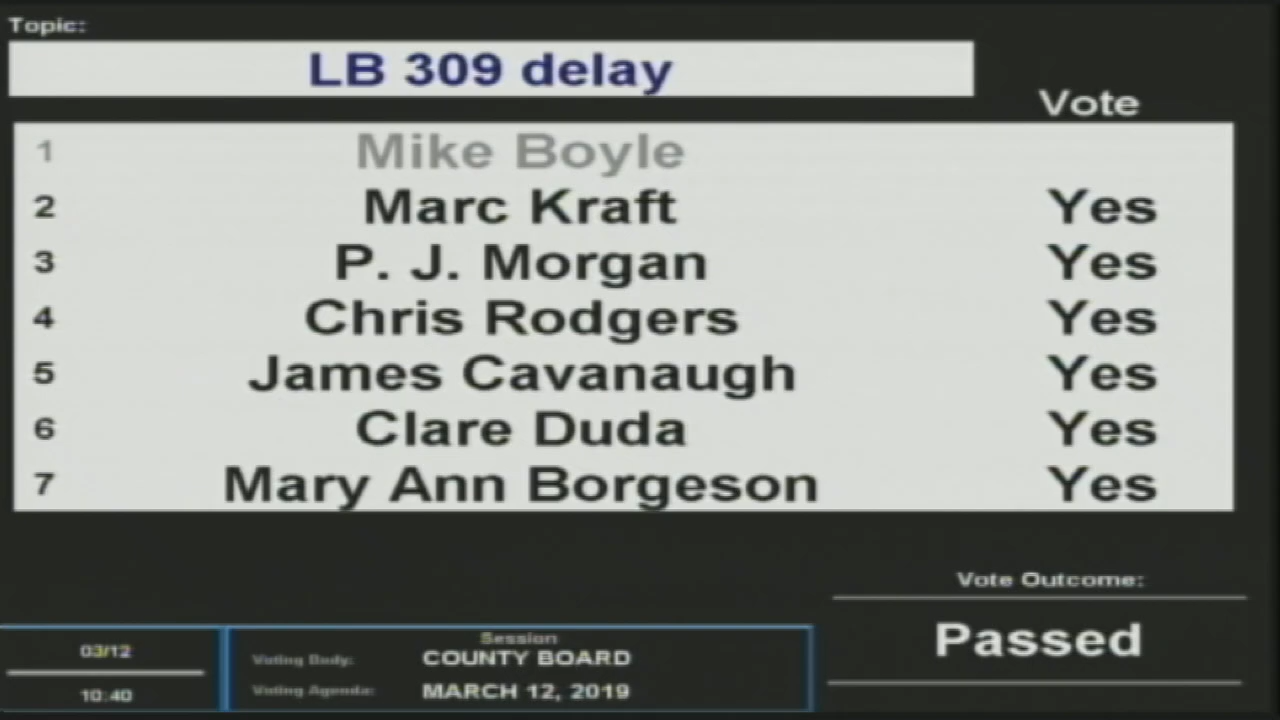 Topic:
LB 309 delay
Vote
1 Mike Boyle
2 Marc Kraft Yes
3 P. J. Morgan Yes
4 Chris Rodgers Yes
5 James Cavanaugh Yes
6 Clare Duda Yes
7 Mary Ann Borgeson Yes
Vote Outcome:
Passed
03/12
10:40
Session
Voting Body: COUNTY BOARD
Voting Agenda: MARCH 12, 2019